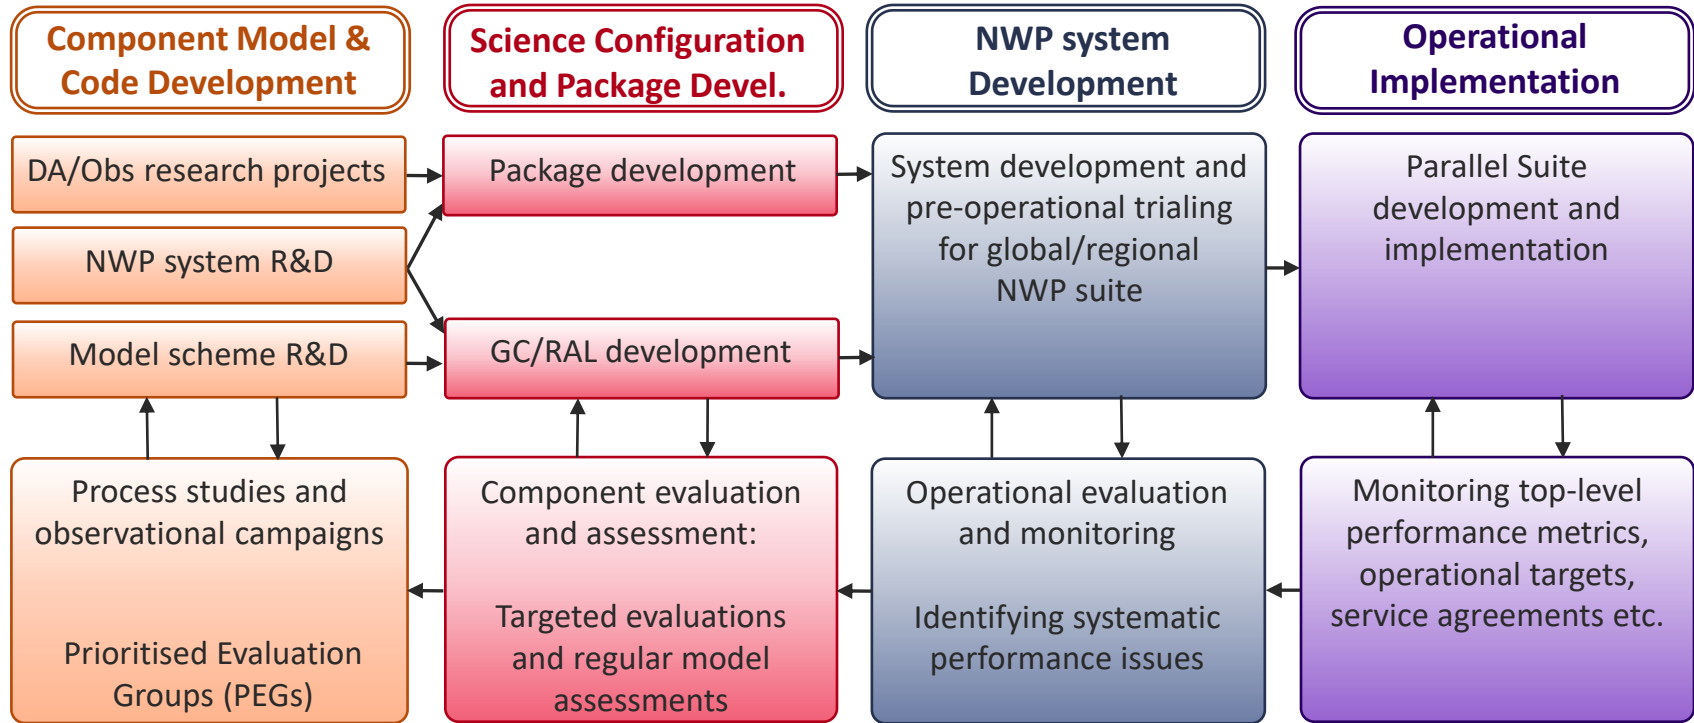 Component Model &
Code Development
Science Configuration
and Package Devel.
NWP system
Development
Operational
Implementation
DA/Obs research projects
NWP system R&D
Model scheme R&D
Package development
GC/RAL development
System development and
pre-operational trialing
for global/regional
NWP suite
Parallel Suite
development and
implementation
Process studies and
observational campaigns
Prioritised Evaluation
Groups (PEGs)
Component evaluation
and assessment:
Targeted evaluations
and regular model
assessments
Operational evaluation
and monitoring
Identifying systematic
performance issues
Monitoring top-level
performance metrics,
operational targets,
service agreements etc.